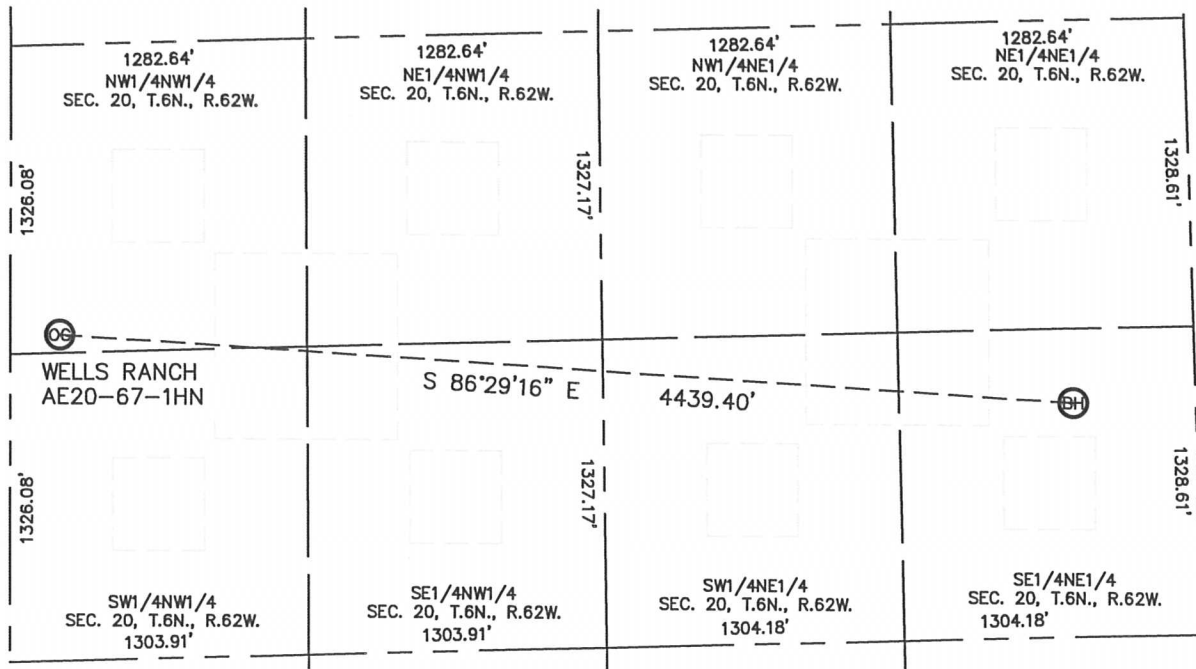 1282.64'
NW1/4NW1/4
SEC. 20, T.6N., R.62W.
1282.64'
NE1/4NW1/4
SEC. 20, T.6N., R.62W.
1282.64'
NW1/4NE1/4
SEC. 20, T.6N., R.62W.
1282.64'
NE1/4NE1/4
SEC. 20, T.6N., R.62W.
1326.08'
1327.17'
1328.61'
OG
WELLS RANCH
AE20-67-1HN
S 86°29'16" E
4439.40'
BH
1326.08'
1327.17'
1328.61'
SW1/4NW1/4
SEC. 20, T.6N., R.62W.
1303.91'
SE1/4NW1/4
SEC. 20, T.6N., R.62W.
1303.91'
SW1/4NE1/4
SEC. 20, T.6N., R.62W.
1304.18'
SE1/4NE1/4
SEC. 20, T.6N., R.62W.
1304.18'